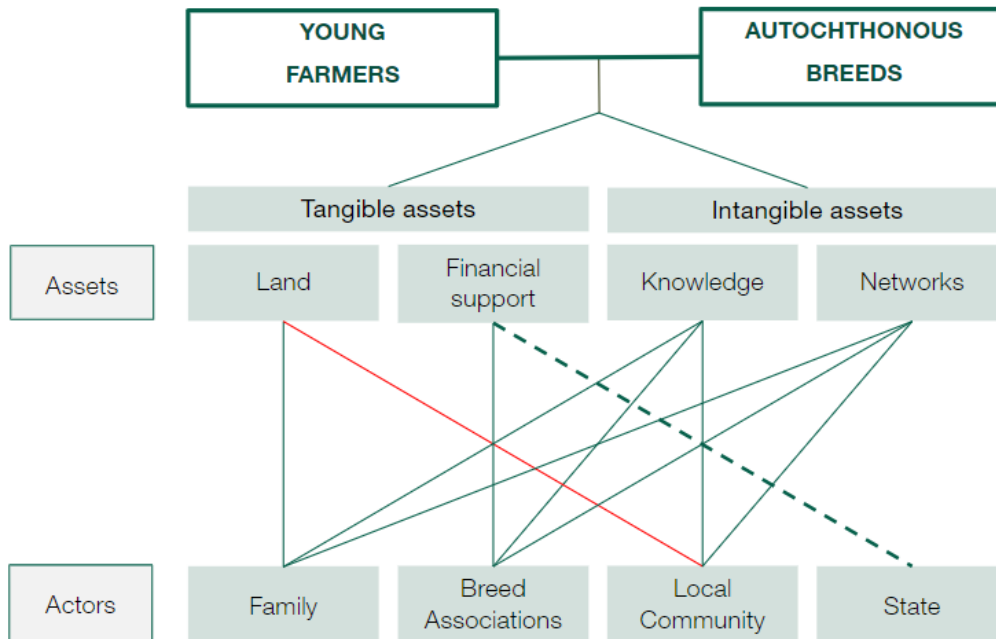 YOUNG
FARMERS
AUTOCHTHONOUS
BREEDS
Tangible assets
Intangible assets
Assets
Land
Financial
support
Knowledge
Networks
Actors
Family
Breed
Associations
Local
Community
State